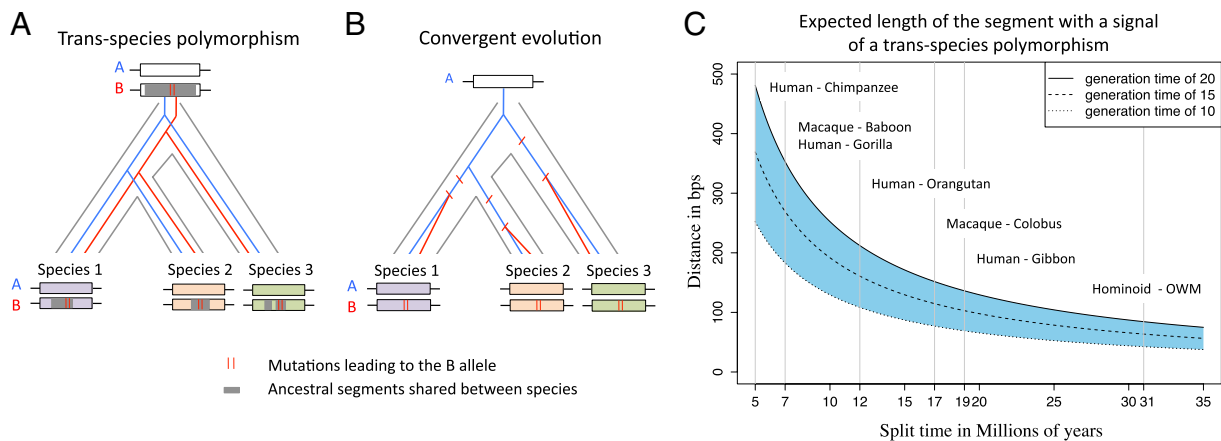 A
Trans-species polymorphism
A
B
Species 1
Species 2
Species 3
A
B
B
Convergent evolution
A
Species 1
Species 2
Species 3
A
B
Mutations leading to the B allele
Ancestral segments shared between species
C
Expected length of the segment with a signal
of a trans-species polymorphism
generation time of 20
generation time of 15
generation time of 10
Human - Chimpanzee
Macaque - Baboon
Human - Gorilla
Human - Orangutan
Macaque - Colobus
Human - Gibbon
Hominoid - OWM
Distance in bps
500
400
300
200
100
0
5 7 10 12 15 17 19 20 25 30 31 35
Split time in Millions of years